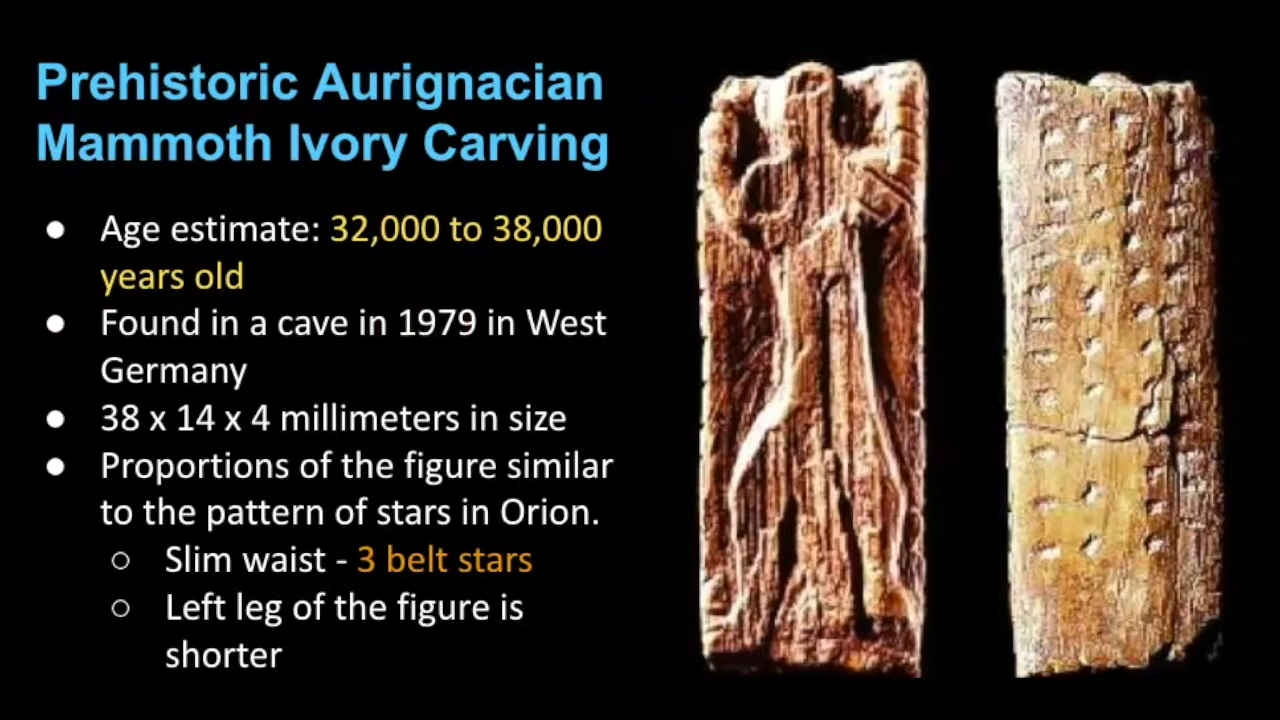 Prehistoric Aurignacian
Mammoth Ivory Carving
● Age estimate: 32,000 to 38,000
years old
● Found in a cave in 1979 in West
Germany
● 38 x 14 x 4 millimeters in size
● Proportions of the figure similar
to the pattern of stars in Orion.
○ Slim waist - 3 belt stars
○ Left leg of the figure is
shorter